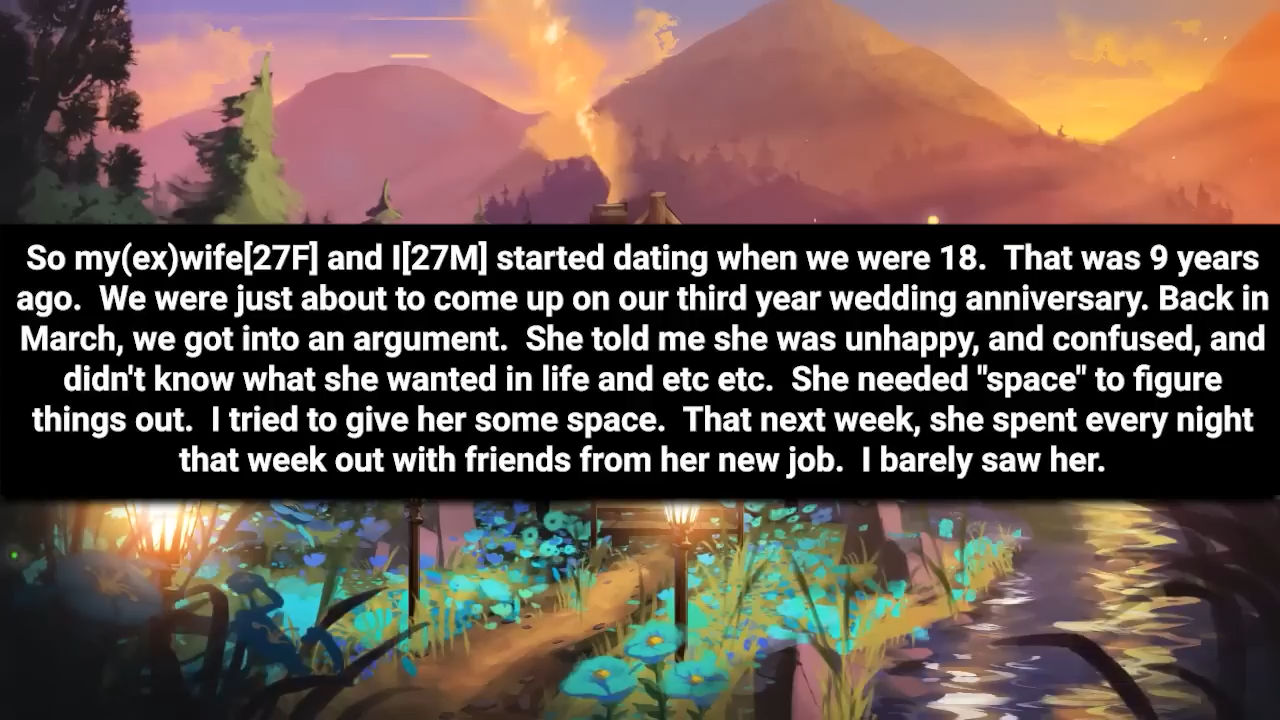 So my(ex)wife[27F] and I[27M] started dating when we were 18.  That was 9 years
ago.  We were just about to come up on our third year wedding anniversary. Back in
March, we got into an argument.  She told me she was unhappy, and confused, and
didn't know what she wanted in life and etc etc.  She needed "space" to figure
things out.  I tried to give her some space.  That next week, she spent every night
that week out with friends from her new job.  I barely saw her.